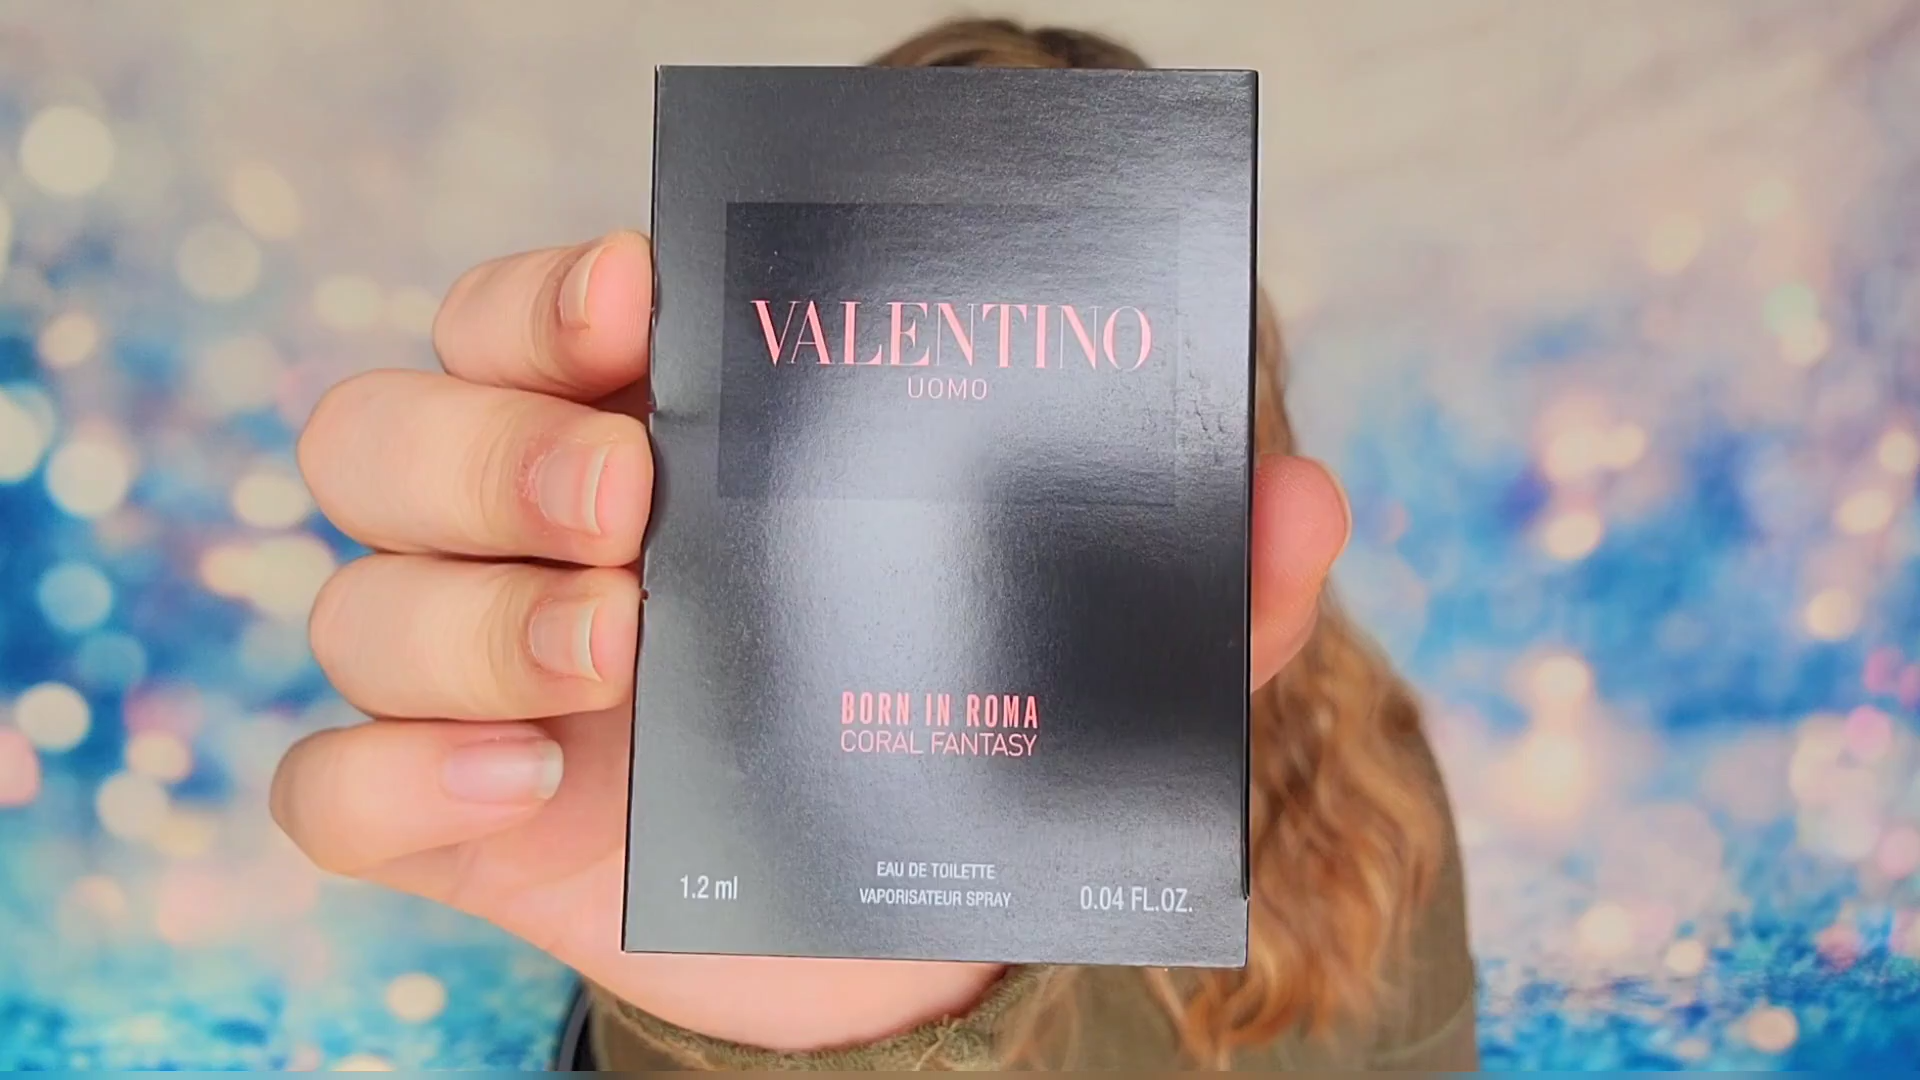 VALENTINO
UOMO
BORN IN ROMA
CORAL FANTASY
EAU DE TOILETTE
1.2 ml VAPORISATEUR SPRAY 0.04 FL.OZ.